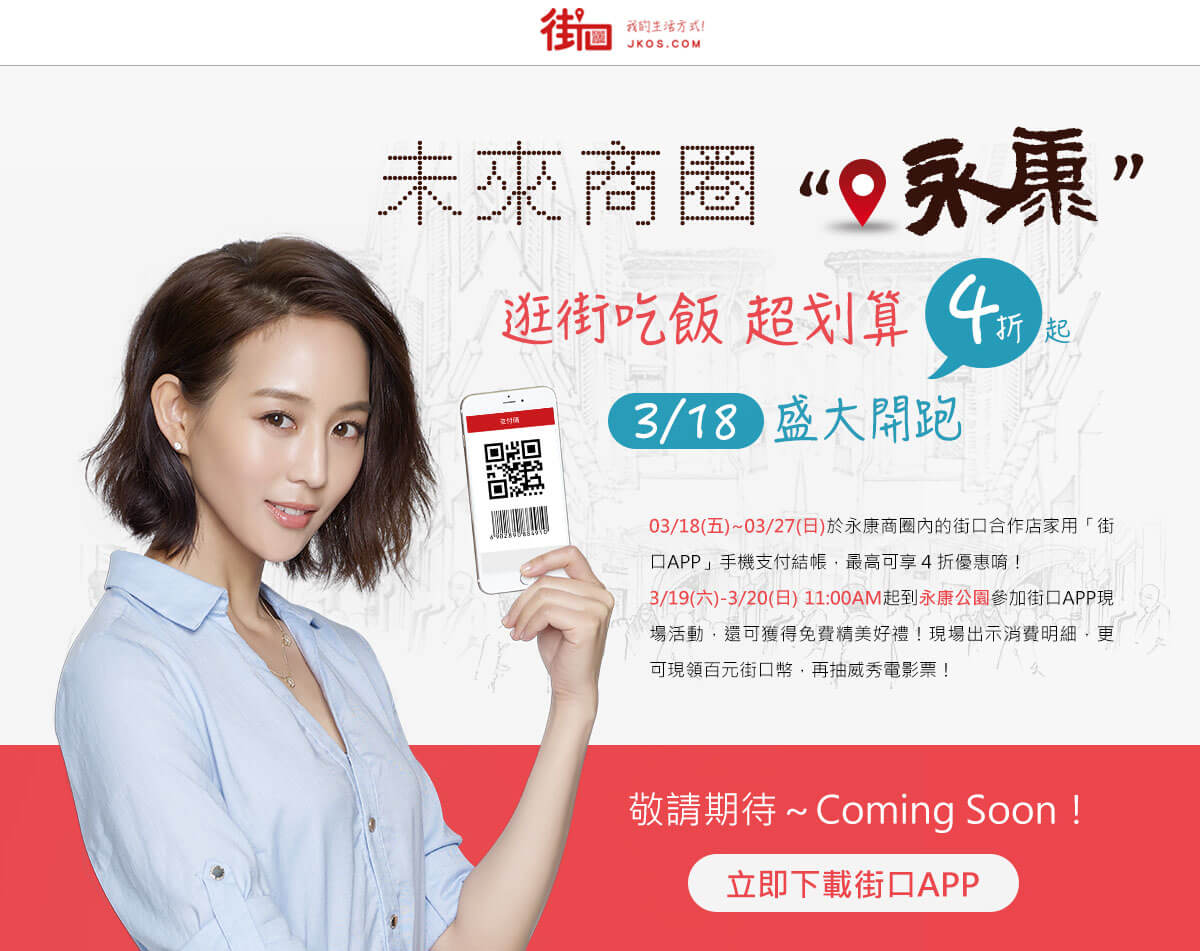 街口
我的生活方式!
JKOS.COM
未來商圈 “永康”
逛街吃飯 超划算 4折起
3/18 盛大開跑
支付碼
03/18(五)~03/27(日)於永康商圈內的街口合作店家用「街
口APP」手機支付結帳，最高可享 4 折優惠唷！
3/19(六)-3/20(日) 11:00AM起到永康公園參加街口APP現
場活動，還可獲得免費精美好禮！現場出示消費明細，更
可現領百元街口幣，再抽威秀電影票！
敬請期待~Coming Soon！
立即下載街口APP